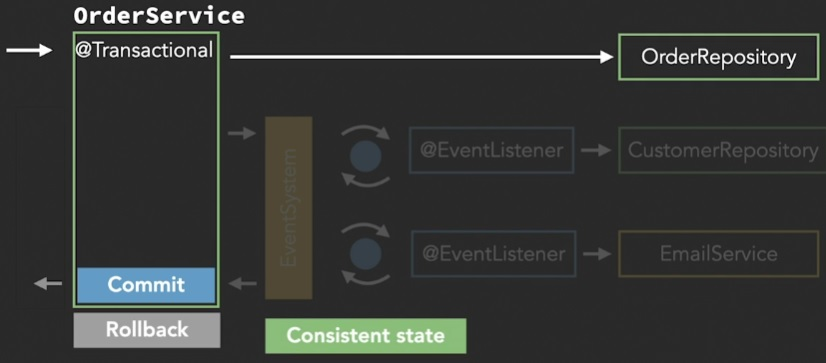 OrderService
@Transactional
OrderRepository
EventSystem
@EventListener
CustomerRepository
@EventListener
EmailService
Commit
Rollback
Consistent state